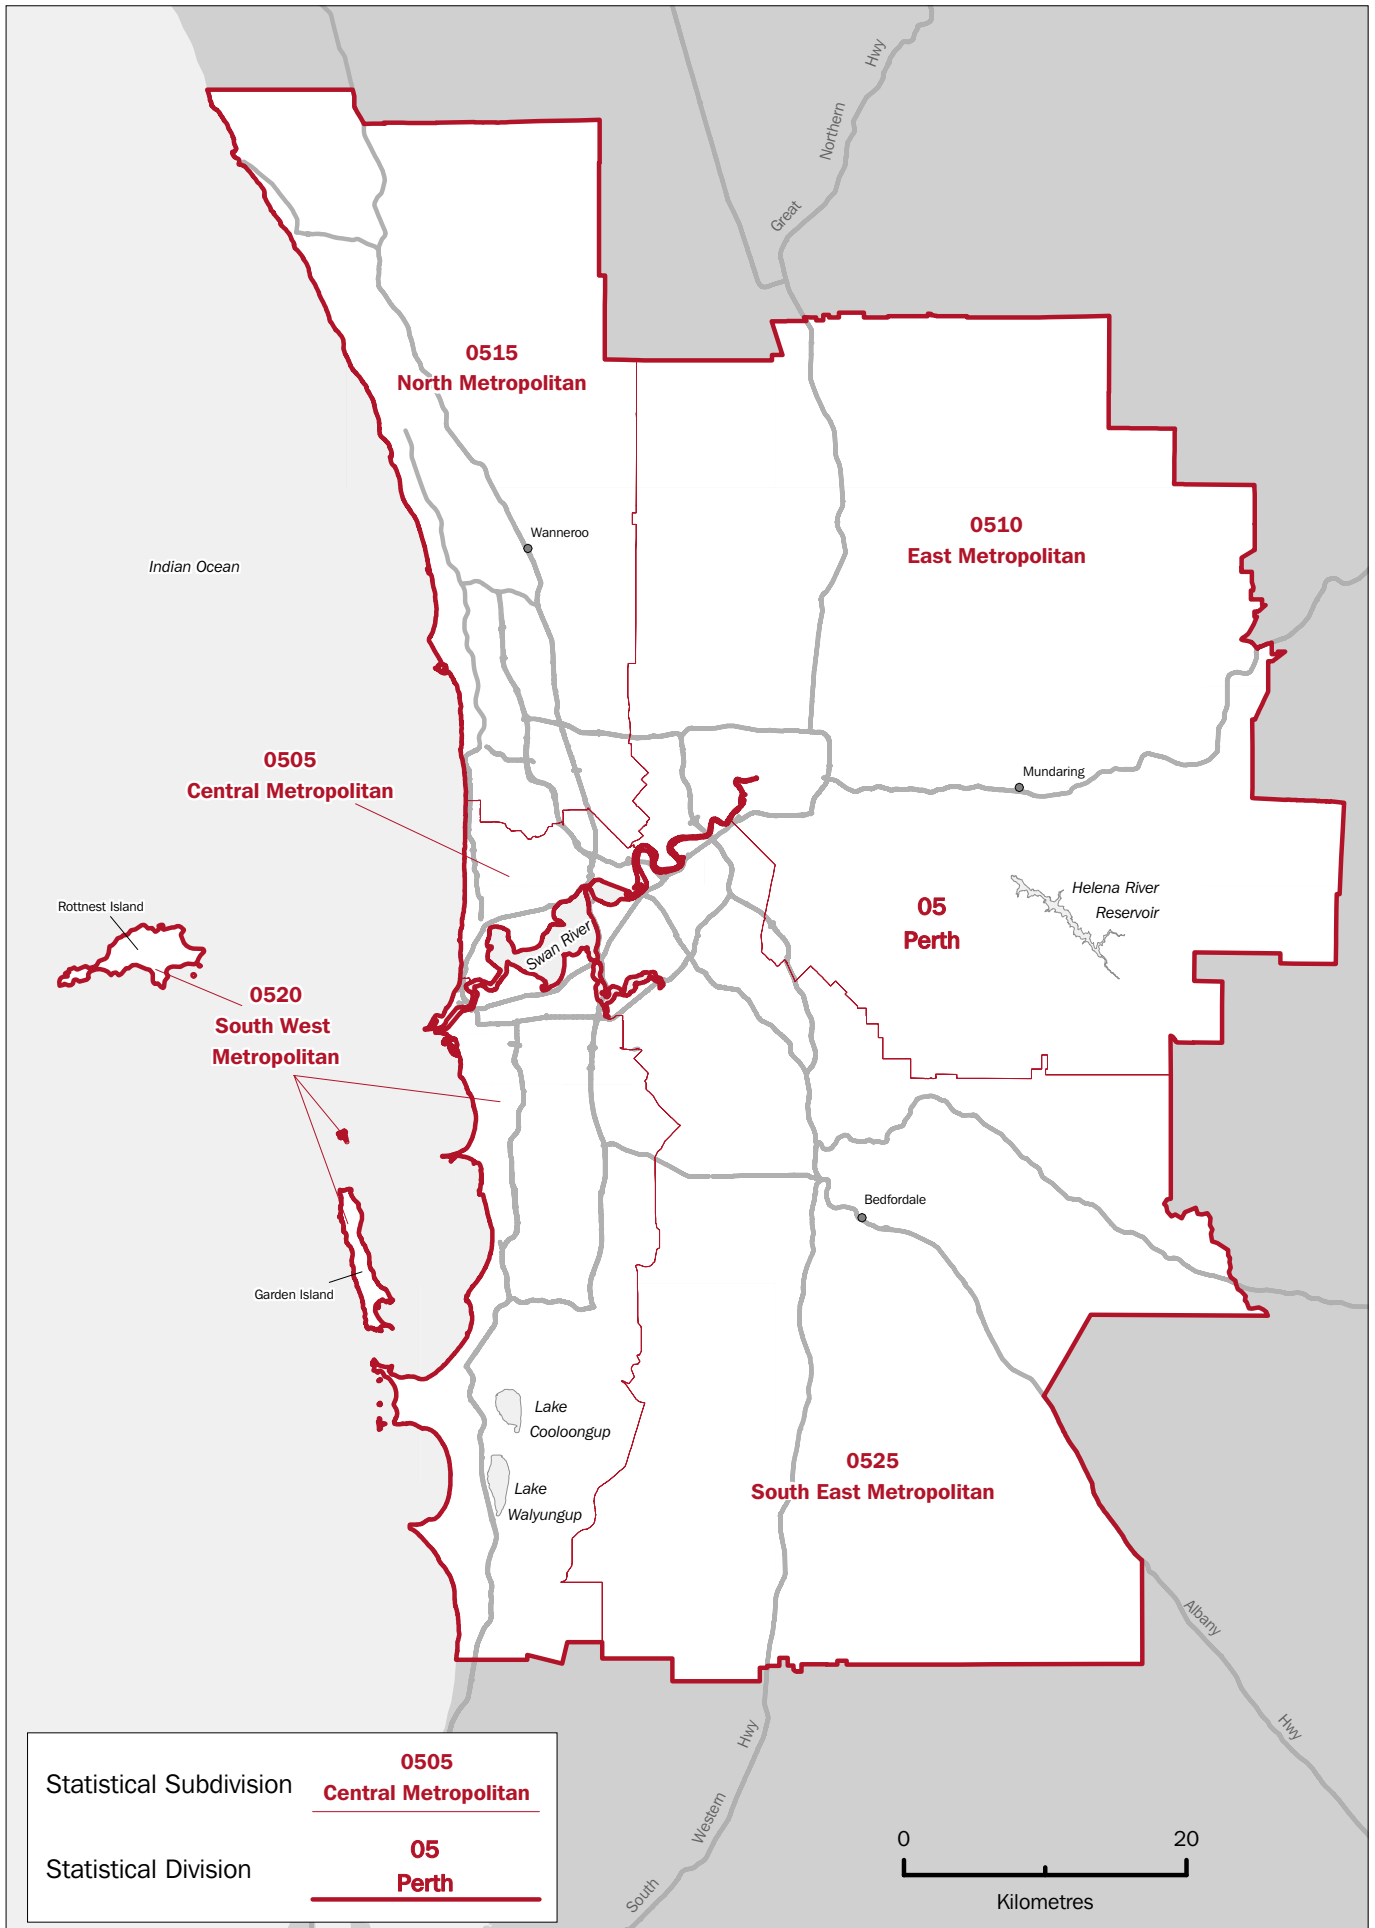 Hwy
Northern
Great
0515
North Metropolitan
0510
East Metropolitan
Wanneroo
Indian Ocean
0505
Central Metropolitan
Mundaring
Helena River
Reservoir
05
Perth
Rottnest Island
Swan River
0520
South West
Metropolitan
Bedfordale
Garden Island
Lake
Cooloongup
0525
South East Metropolitan
Lake
Walyungup
Albany
Hwy
Hwy
Western
South
Statistical Subdivision
0505
Central Metropolitan
Statistical Division
05
Perth
0 20
Kilometres